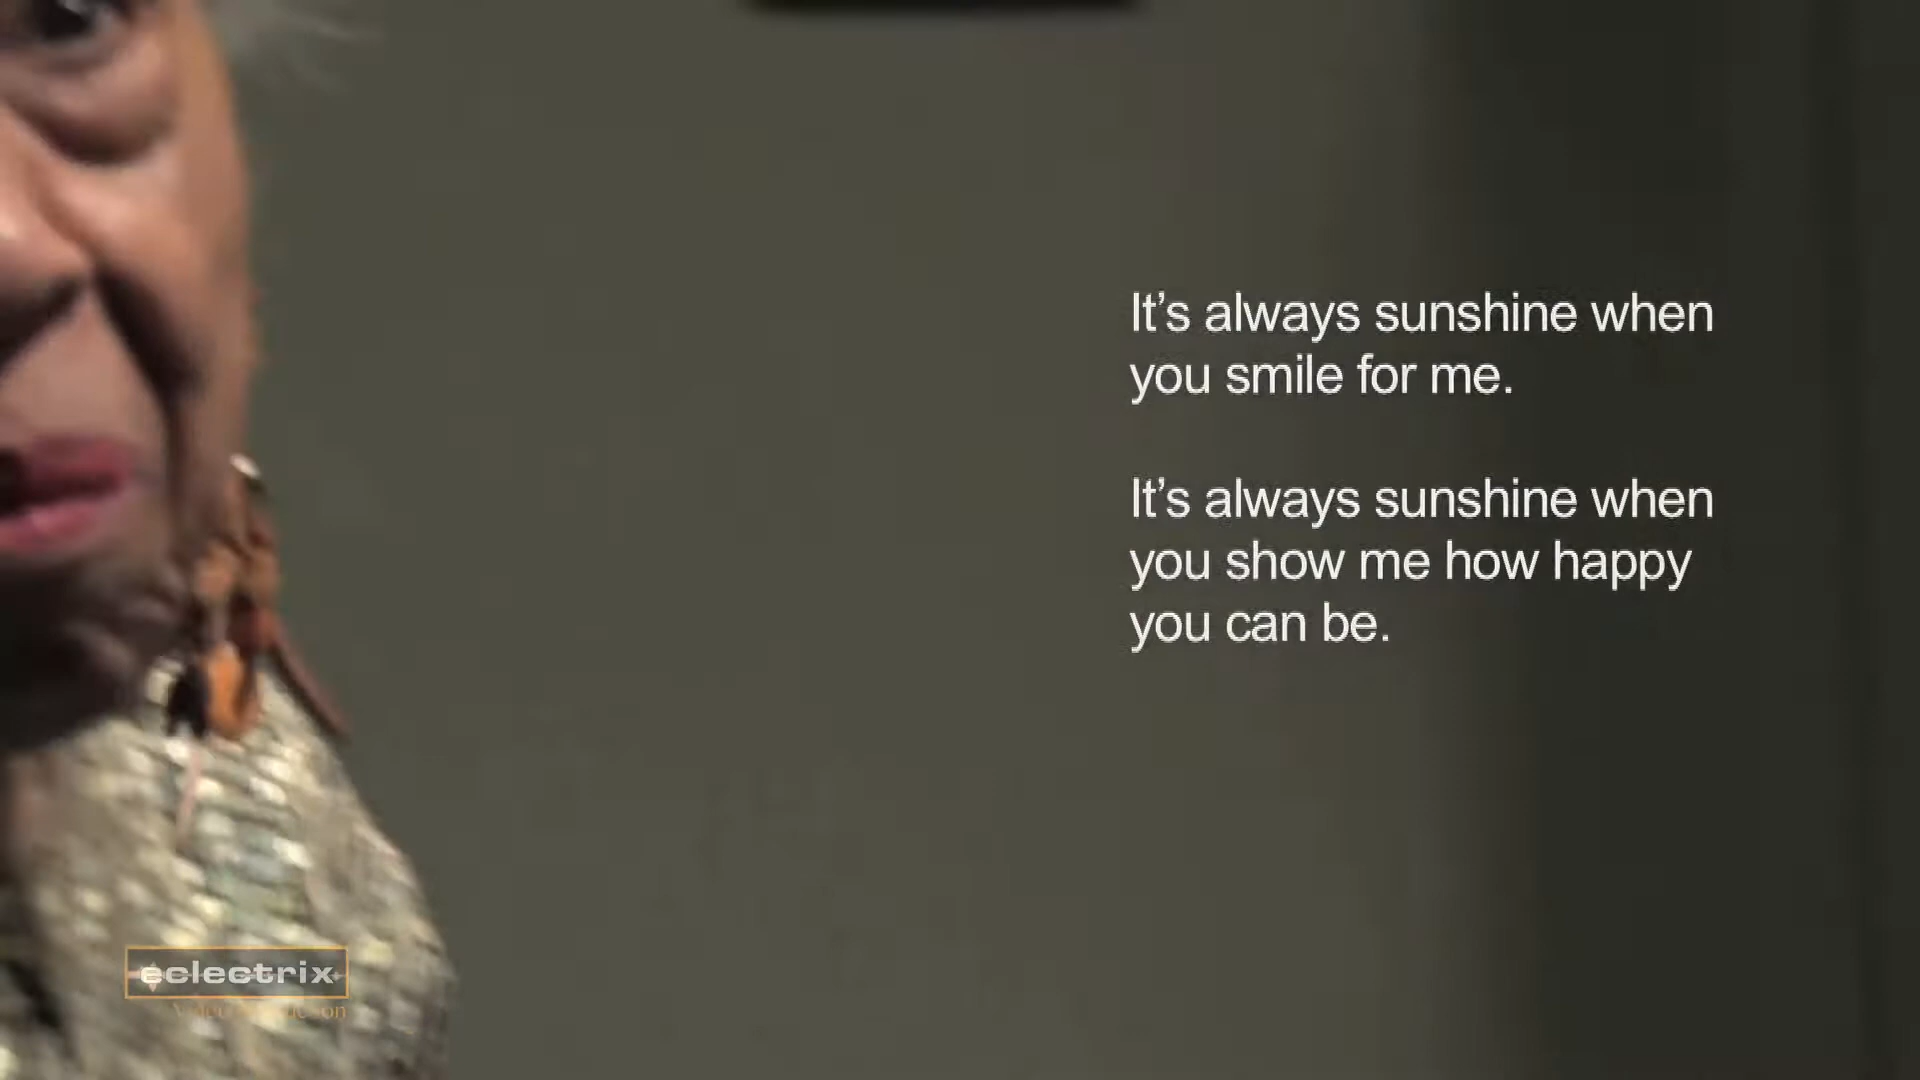 It’s always sunshine when
you smile for me.
It’s always sunshine when
you show me how happy
you can be.
eclectrix